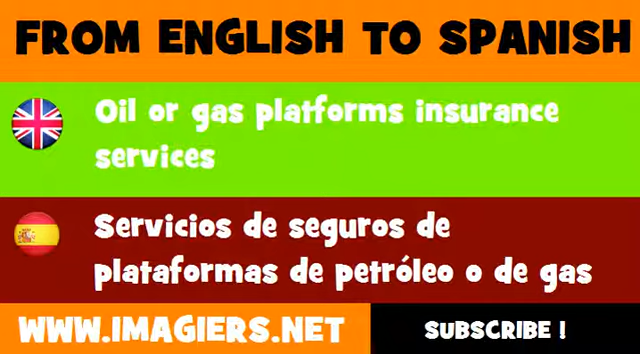 FROM ENGLISH TO SPANISH
Oil or gas platforms insurance
services
Servicios de seguros de
plataformas de petróleo o de gas
WWW.IMAGIERS.NET
SUBSCRIBE !